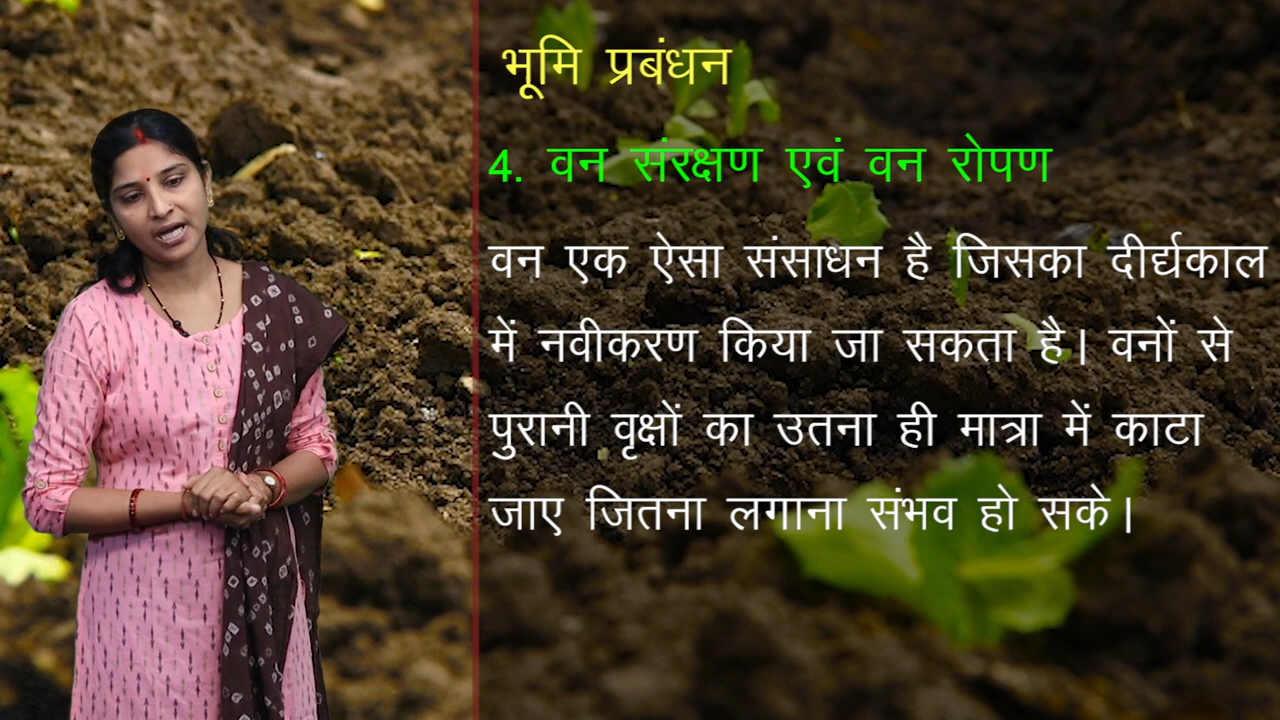 भूमि प्रबंधन
4. वन संरक्षण एवं वन रोपण
वन एक ऐसा संसाधन है जिसका दीर्द्यकाल
में नवीकरण किया जा सकता है। वनों से
पुरानी वृक्षों का उतना ही मात्रा में काटा
जाए जितना लगाना संभव हो सके।